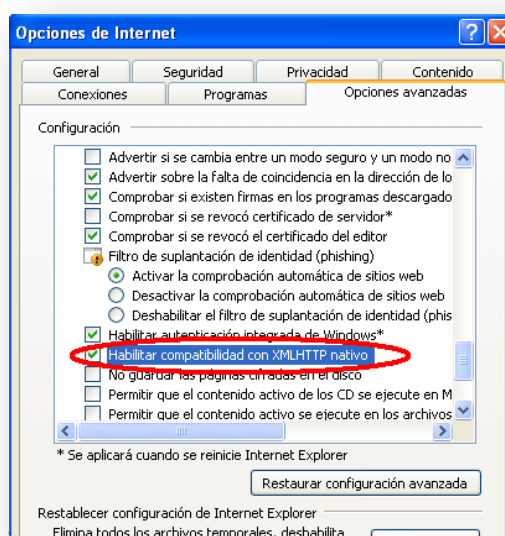 Opciones de Internet
General Seguridad Privacidad Contenido
Conexiones Programas Opciones avanzadas
Configuración
Advertir si se cambia entre un modo seguro y un modo no
Advertir sobre la falta de coincidencia en la dirección de lo
Comprobar si existen firmas en los programas descargado
Comprobar si se revocó certificado de servidor*
Comprobar si se revocó el certificado del editor
Filtro de suplantación de identidad (phishing)
Activar la comprobación automática de sitios web
Desactivar la comprobación automática de sitios web
Deshabilitar el filtro de suplantación de identidad (phis
Habilitar autenticación integrada de Windows*
Habilitar compatibilidad con XMLHTTP nativo
No guardar las páginas cifradas en el disco
Permitir que el contenido activo de los CD se ejecute en M
Permitir que el contenido activo se ejecute en los archivos
* Se aplicará cuando se reinicie Internet Explorer
Restaurar configuración avanzada
Restablecer configuración de Internet Explorer
Elimina todos los archivos temporales, deshabilita